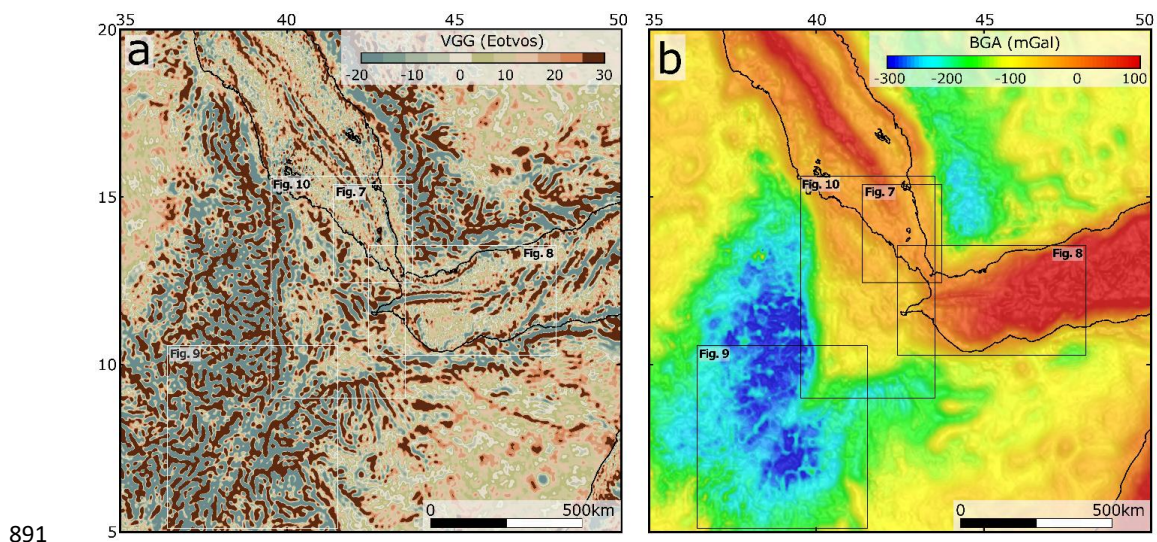 35 40 45 50 35 40 45 50
20
a
VGG (Eotvos)
-20 -10 0 10 20 30
b
BGA (mGal)
-300 -200 -100 0 100
15
Fig. 10
Fig. 7
Fig. 8
Fig. 10
Fig. 7
Fig. 8
10
Fig. 9
Fig. 9
0 500km
0 500km
891
5